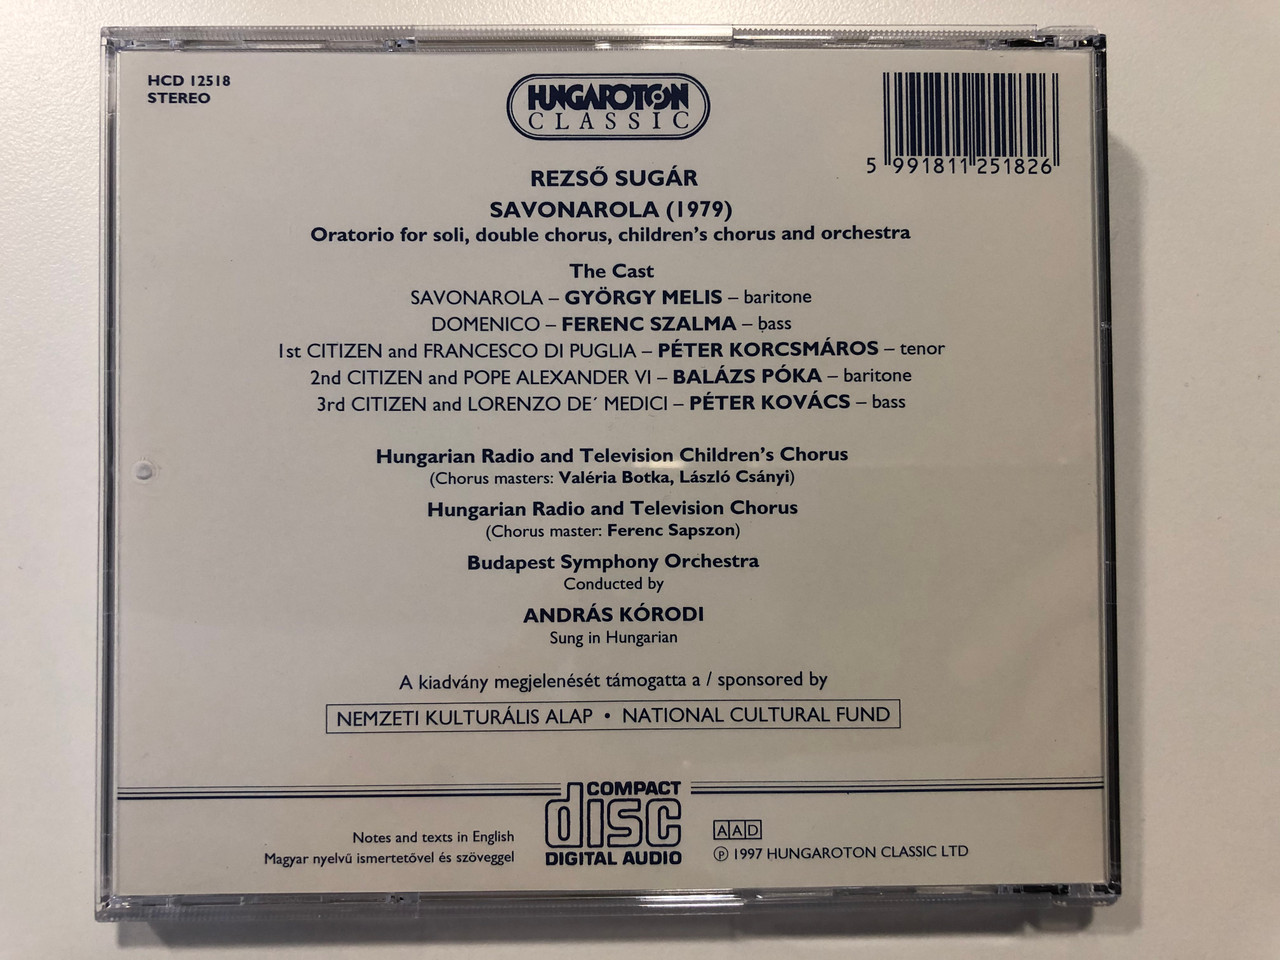 HCD 12518
STEREO
HUNGAROTON
CLASSIC
5 991811 251826
REZSŐ SUGÁR
SAVONAROLA (1979)
Oratorio for soli, double chorus, children's chorus and orchestra
The Cast
SAVONAROLA – GYÖRGY MELIS – baritone
DOMENICO – FERENC SZALMA – bass
1st CITIZEN and FRANCESCO DI PUGLIA – PÉTER KORCSMÁROS – tenor
2nd CITIZEN and POPE ALEXANDER VI – BALÁZS PÓKA – baritone
3rd CITIZEN and LORENZO DE´ MEDICI – PÉTER KOVÁCS – bass
Hungarian Radio and Television Children's Chorus
(Chorus masters: Valéria Botka, László Csányi)
Hungarian Radio and Television Chorus
(Chorus master: Ferenc Sapszon)
Budapest Symphony Orchestra
Conducted by
ANDRÁS KÓRODI
Sung in Hungarian
A kiadvány megjelenését támogatta a / sponsored by
NEMZETI KULTURÁLIS ALAP • NATIONAL CULTURAL FUND
COMPACT
disc
DIGITAL AUDIO
Notes and texts in English
Magyar nyelvű ismertetővel és szöveggel
AAD
℗ 1997 HUNGAROTON CLASSIC LTD